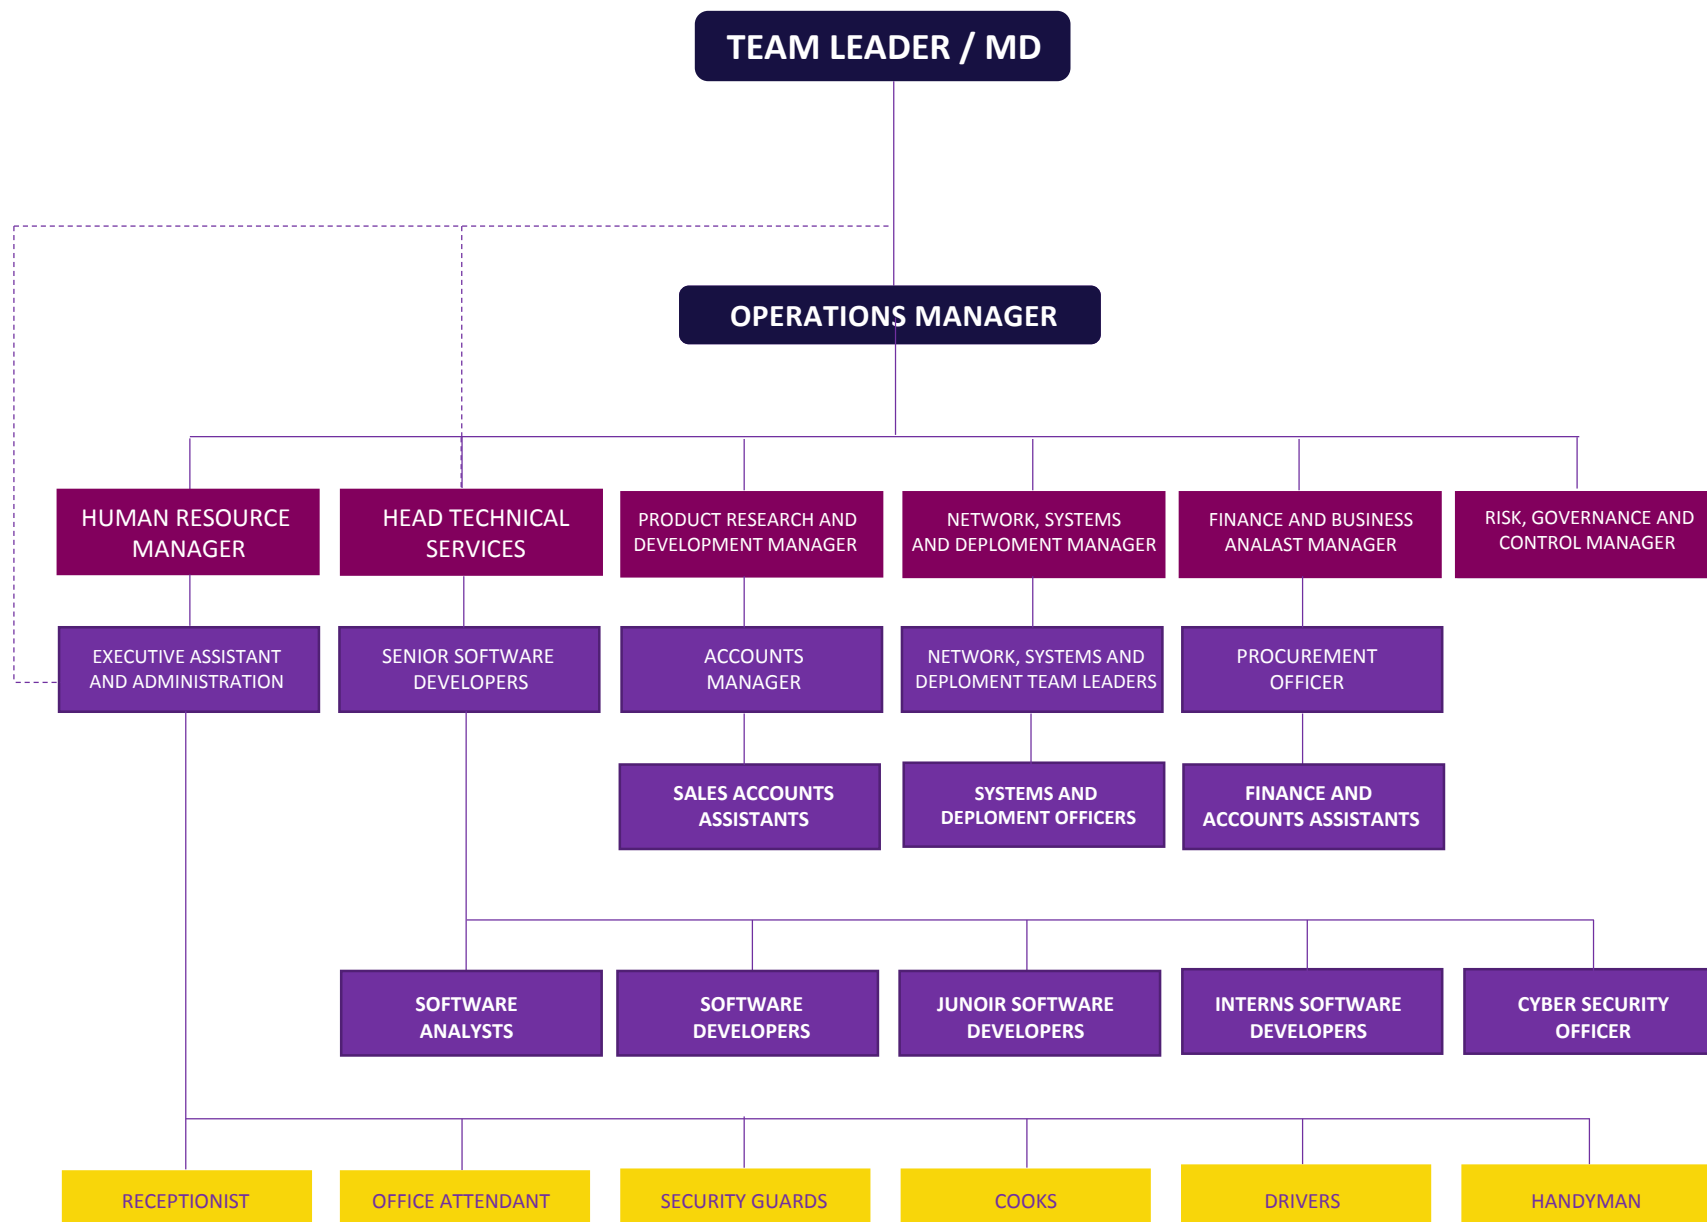 TEAM LEADER / MD
OPERATIONS MANAGER
HUMAN RESOURCE
MANAGER
HEAD TECHNICAL
SERVICES
PRODUCT RESEARCH AND
DEVELOPMENT MANAGER
NETWORK, SYSTEMS
AND DEPLOMENT MANAGER
FINANCE AND BUSINESS
ANALAST MANAGER
RISK, GOVERNANCE AND
CONTROL MANAGER
EXECUTIVE ASSISTANT
AND ADMINISTRATION
SENIOR SOFTWARE
DEVELOPERS
ACCOUNTS
MANAGER
NETWORK, SYSTEMS AND
DEPLOMENT TEAM LEADERS
PROCUREMENT
OFFICER
SALES ACCOUNTS
ASSISTANTS
SYSTEMS AND
DEPLOMENT OFFICERS
FINANCE AND
ACCOUNTS ASSISTANTS
SOFTWARE
ANALYSTS
SOFTWARE
DEVELOPERS
JUNOIR SOFTWARE
DEVELOPERS
INTERNS SOFTWARE
DEVELOPERS
CYBER SECURITY
OFFICER
RECEPTIONIST
OFFICE ATTENDANT
SECURITY GUARDS
COOKS
DRIVERS
HANDYMAN